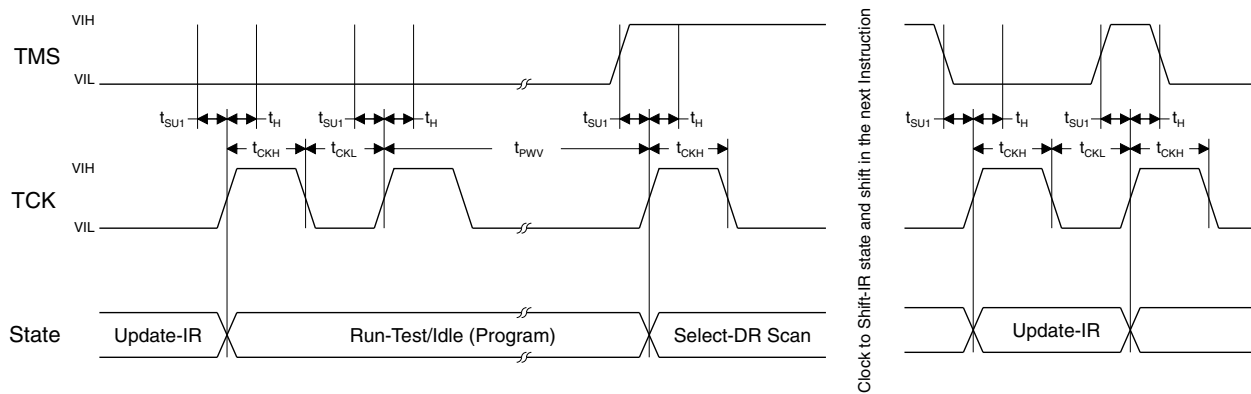 VIH
TMS
VIL
tSU1 tH tSU1 tH tSU1 tH tSU1 tH tSU1 tH
tCKH tCKL tPWV tCKH tCKH tCKL tCKH
VIH
TCK
VIL
State Update-IR Run-Test/Idle (Program) Select-DR Scan Update-IR
Clock to Shift-IR state and shift in the next Instruction